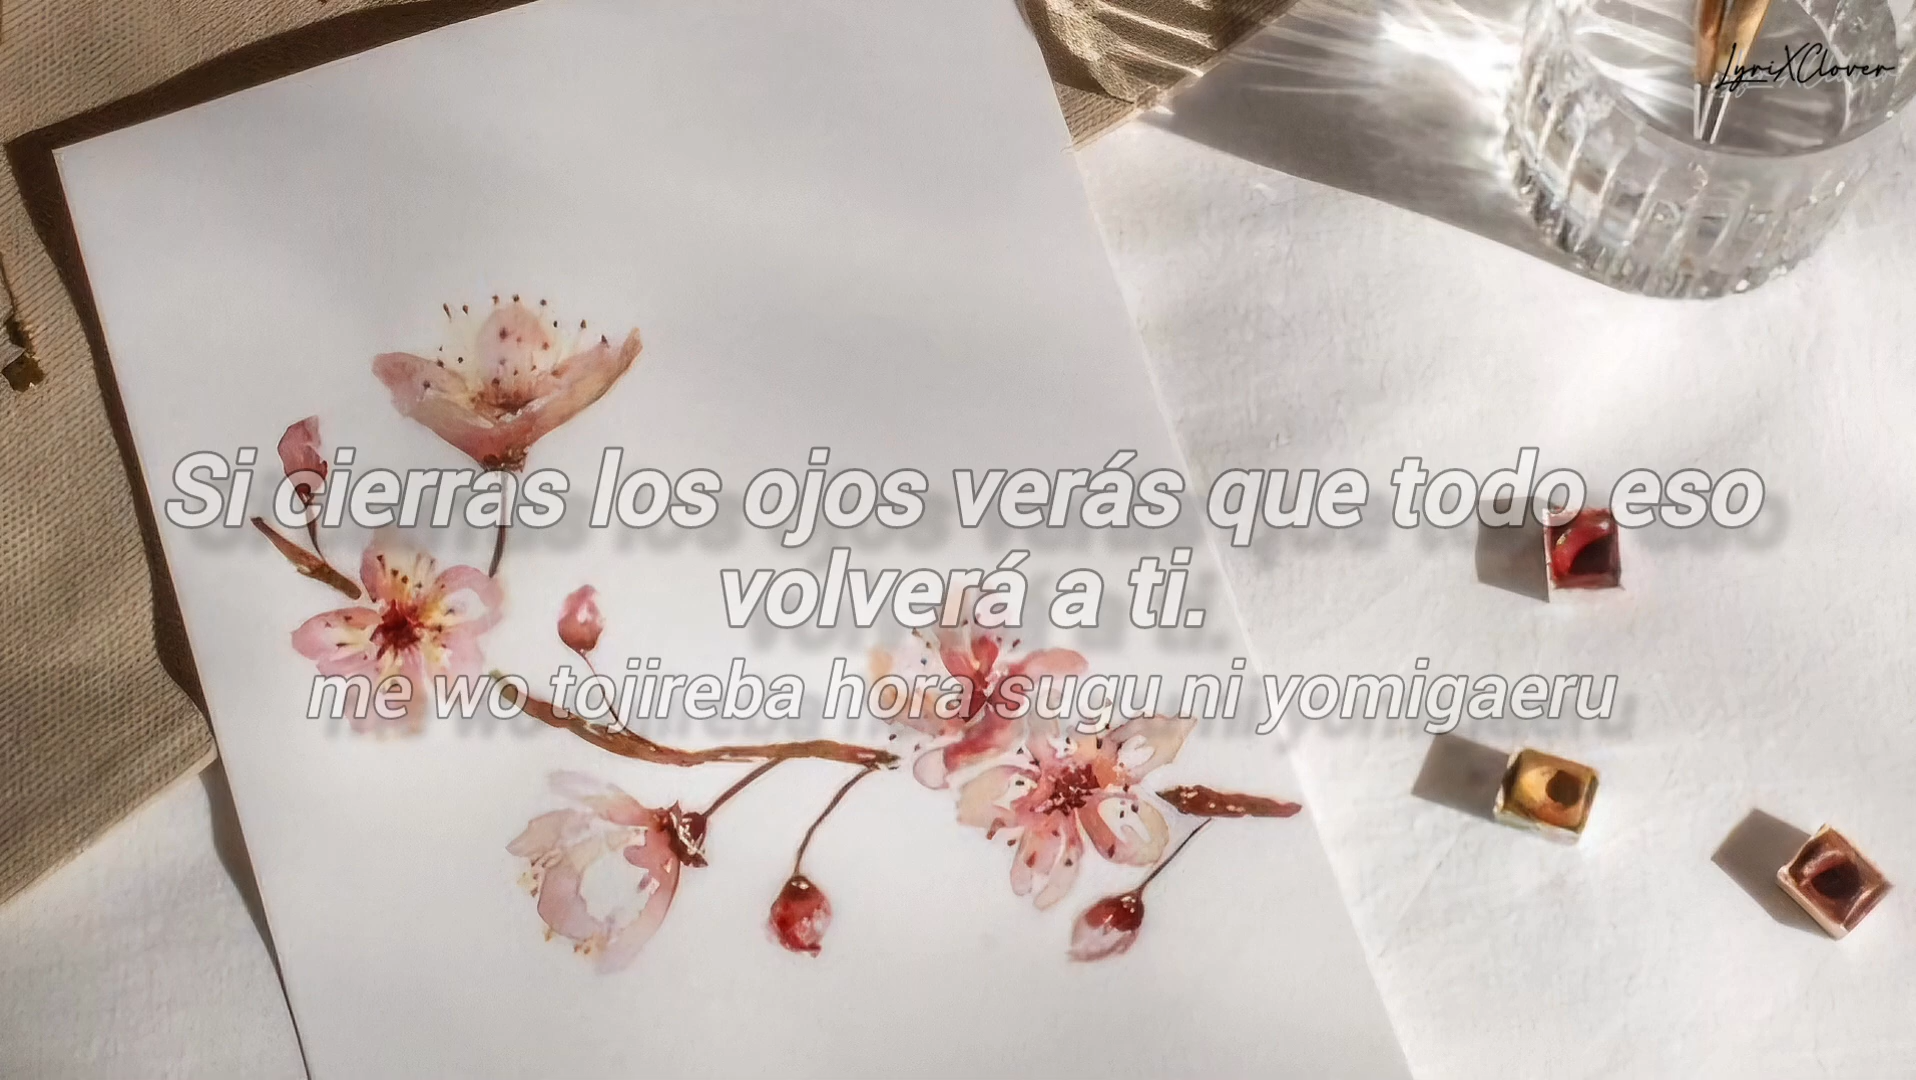 LyriXClover
Si cierras los ojos verás que todo eso
volverá a ti.
me wo tojireba hora sugu ni yomigaeru